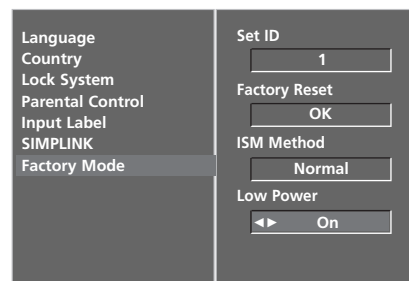 Language
Country
Lock System
Parental Control
Input Label
SIMPLINK
Factory Mode
Set ID
1
Factory Reset
OK
ISM Method
Normal
Low Power
◄► On